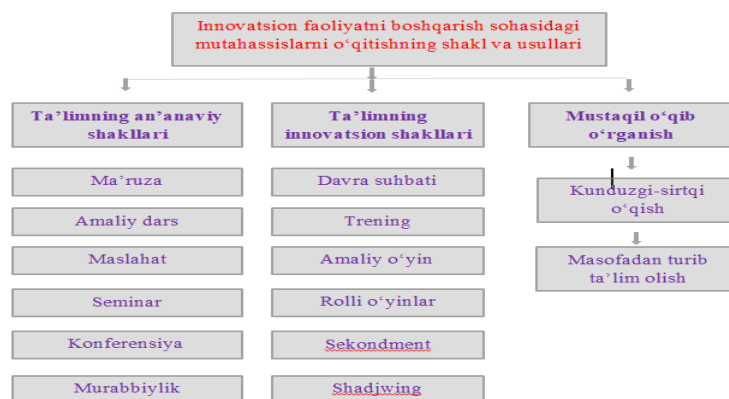 Innovatsion faoliyatni boshqarish sohasidagi
mutahassislarni o‘qitishning shakl va usullari
Ta’limning an’anaviy
shakllari
Ma’ruza
Amaliy dars
Maslahat
Seminar
Konferensiya
Murabbiylik
Ta’limning
innovatsion shakllari
Davra suhbati
Trening
Amaliy o‘yin
Rolli o‘yinlar
Sekondment
Shadjwing
Mustaqil o‘qib
o‘rganish
Kunduzgi-sirtqi
o‘qish
Masofadan turib
ta’lim olish